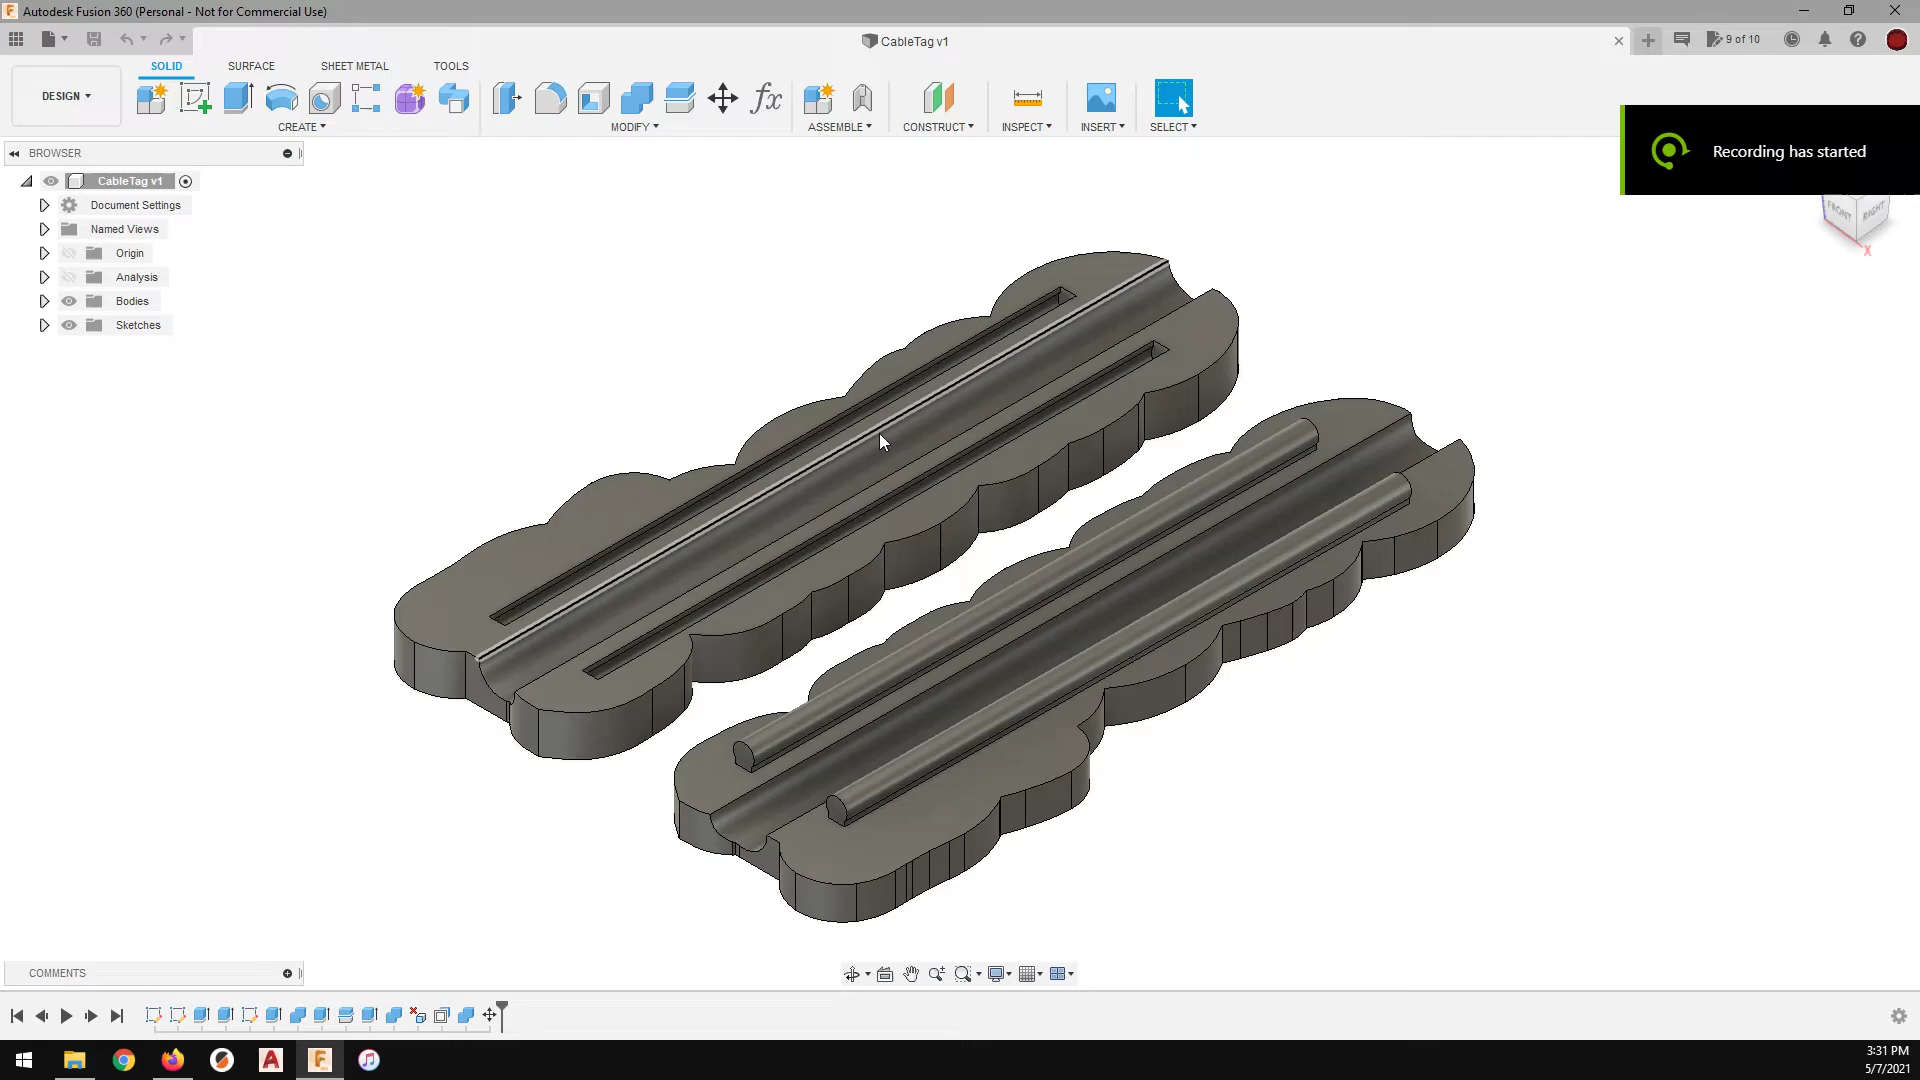 Autodesk Fusion 360 (Personal - Not for Commercial Use)
CableTag v1
9 of 10
DESIGN
SOLID
SURFACE
SHEET METAL
TOOLS
CREATE
MODIFY
ASSEMBLE
CONSTRUCT
INSPECT
INSERT
SELECT
Recording has started
BROWSER
CableTag v1
Document Settings
Named Views
Origin
Analysis
Bodies
Sketches
FRONT
RIGHT
X
COMMENTS
3:31 PM
5/7/2021